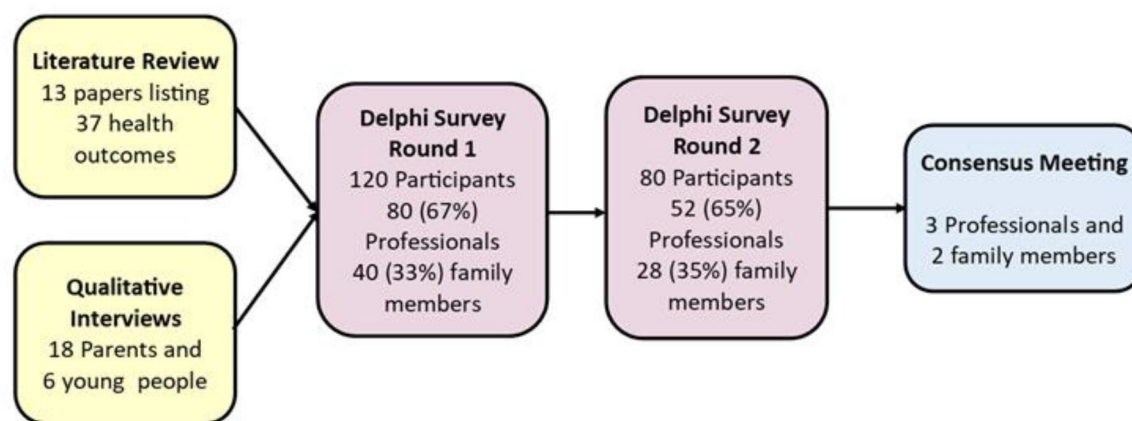 Literature Review
13 papers listing
37 health
outcomes
Qualitative
Interviews
18 Parents and
6 young people
Delphi Survey
Round 1
120 Participants
80 (67%)
Professionals
40 (33%) family
members
Delphi Survey
Round 2
80 Participants
52 (65%)
Professionals
28 (35%) family
members
Consensus Meeting
3 Professionals and
2 family members